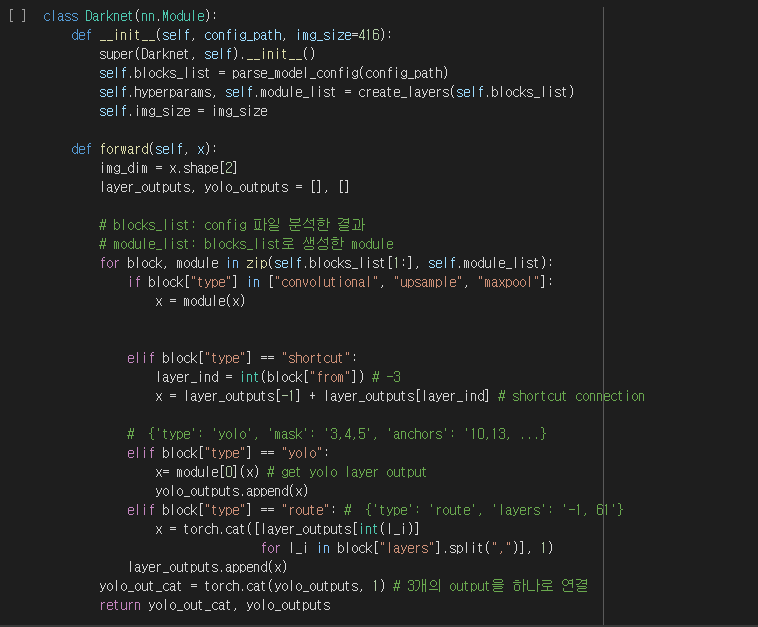 [ ] class Darknet(nn.Module):
def __init__(self, config_path, img_size=416):
super(Darknet, self).__init__()
self.blocks_list = parse_model_config(config_path)
self.hyperparams, self.module_list = create_layers(self.blocks_list)
self.img_size = img_size
def forward(self, x):
img_dim = x.shape[2]
layer_outputs, yolo_outputs = [], []
# blocks_list: config 파일 분석한 결과
# module_list: blocks_list로 생성한 module
for block, module in zip(self.blocks_list[1:], self.module_list):
if block["type"] in ["convolutional", "upsample", "maxpool"]:
x = module(x)
elif block["type"] == "shortcut":
layer_ind = int(block["from"]) # -3
x = layer_outputs[-1] + layer_outputs[layer_ind] # shortcut connection
# {'type': 'yolo', 'mask': '3,4,5', 'anchors': '10,13, ...}
elif block["type"] == "yolo":
x= module[0](x) # get yolo layer output
yolo_outputs.append(x)
elif block["type"] == "route": # {'type': 'route', 'layers': '-1, 61'}
x = torch.cat([layer_outputs[int(l_i)]
for l_i in block["layers"].split(",")], 1)
layer_outputs.append(x)
yolo_out_cat = torch.cat(yolo_outputs, 1) # 3개의 output을 하나로 연결
return yolo_out_cat, yolo_outputs